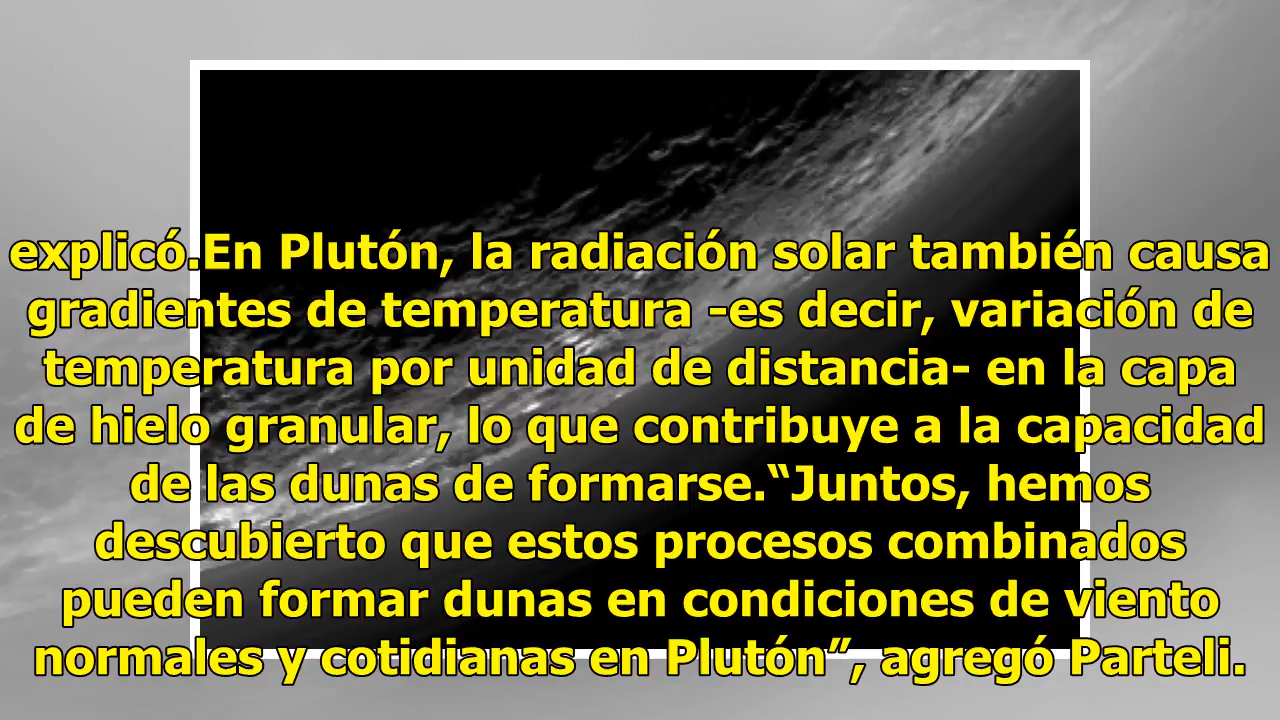 explicó.En Plutón, la radiación solar también causa
gradientes de temperatura -es decir, variación de
temperatura por unidad de distancia- en la capa
de hielo granular, lo que contribuye a la capacidad
de las dunas de formarse.“Juntos, hemos
descubierto que estos procesos combinados
pueden formar dunas en condiciones de viento
normales y cotidianas en Plutón”, agregó Parteli.